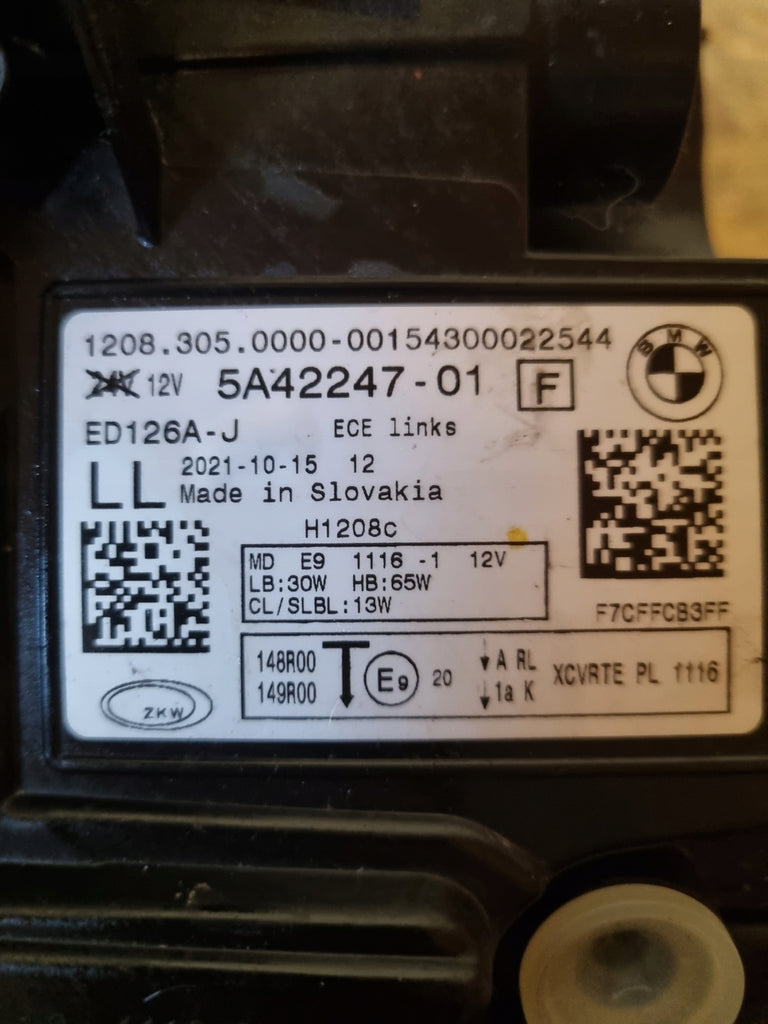 1208.305.0000-00154300022544
BMW
24V 12V 5A42247-01 F
ED126A-J ECE links
LL 2021-10-15 12
Made in Slovakia
H1208c
MD E9 1116 -1 12V
LB:30W HB:65W
CL/SLBL:13W
F7CFFCB3FF
148R00
149R00
E9 20
A RL
1a K
XCVRTE PL 1116
ZKW